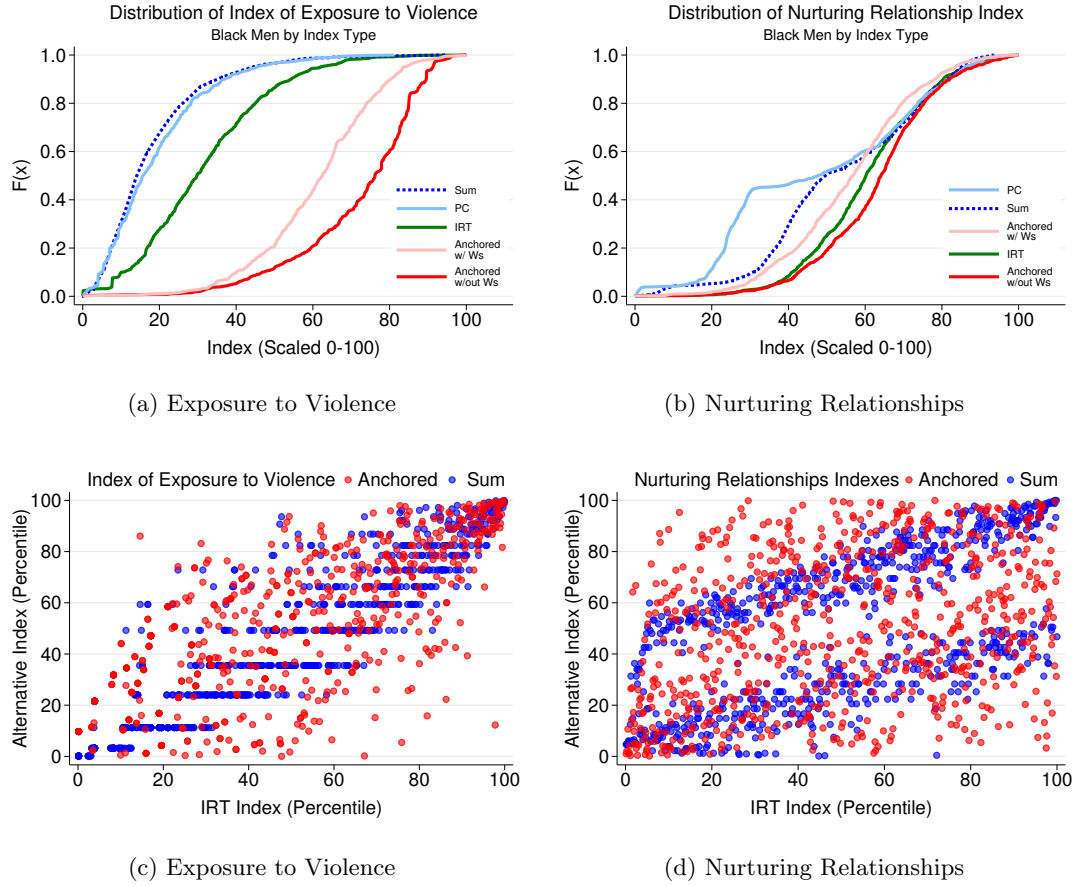 Distribution of Index of Exposure to Violence
Black Men by Index Type
F(x)
1.0
0.8
0.6
0.4
0.2
0.0
Sum
PC
IRT
Anchored
w/ Ws
Anchored
w/out Ws
0 20 40 60 80 100
Index (Scaled 0-100)
(a) Exposure to Violence
Distribution of Nurturing Relationship Index
Black Men by Index Type
F(x)
1.0
0.8
0.6
0.4
0.2
0.0
PC
Sum
Anchored
w/ Ws
IRT
Anchored
w/out Ws
0 20 40 60 80 100
Index (Scaled 0-100)
(b) Nurturing Relationships
Index of Exposure to Violence Anchored Sum
Alternative Index (Percentile)
100
80
60
40
20
0
0 20 40 60 80 100
IRT Index (Percentile)
(c) Exposure to Violence
Nurturing Relationships Indexes Anchored Sum
Alternative Index (Percentile)
100
80
60
40
20
0
0 20 40 60 80 100
IRT Index (Percentile)
(d) Nurturing Relationships